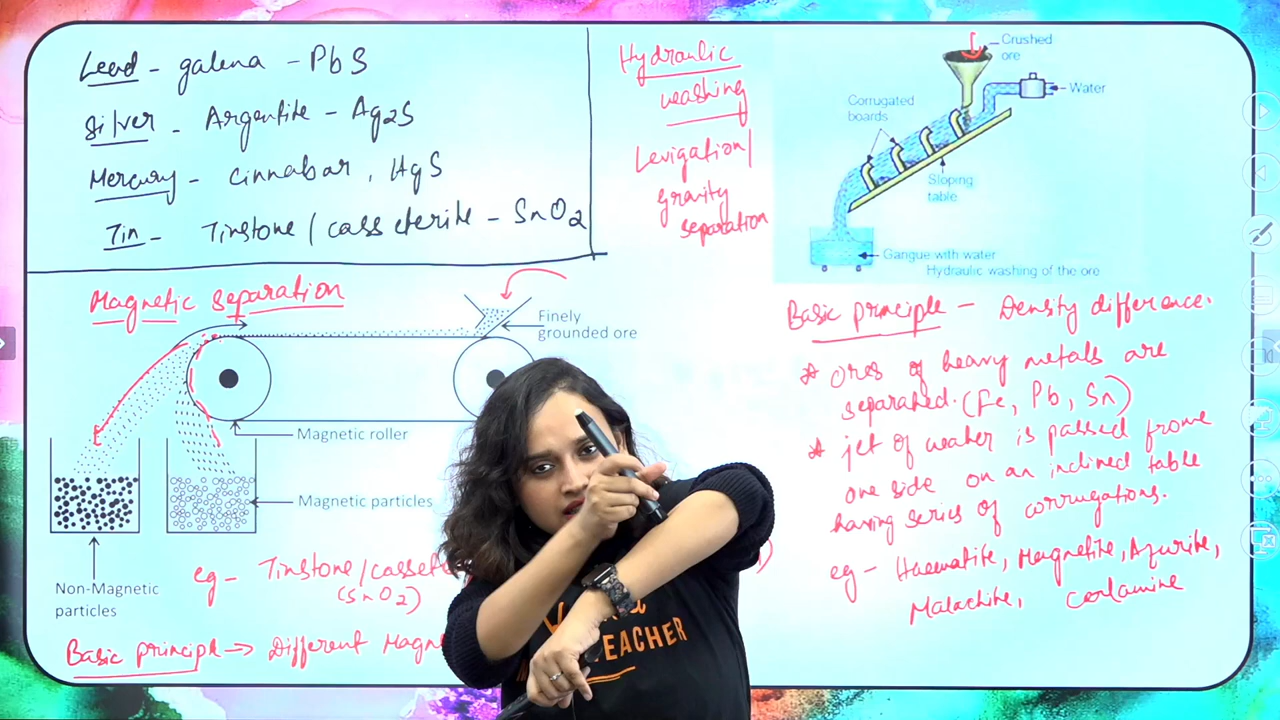 Lead - galena - PbS
Silver - Argentite - Ag2S
Mercury - Cinnabar, HgS
Tin - Tinstone / cassiterite - SnO2
Hydraulic
washing
Levigation/
gravity
separation
Crushed
ore
Water
Corrugated
boards
Sloping
table
Gangue with water
Hydraulic washing of the ore
Magnetic separation
Finely
grounded ore
Magnetic roller
Magnetic particles
Non-Magnetic
particles
eg - Tinstone/casset
(SnO2)
Basic principle → Different Magne
Basic principle - Density difference.
* ores of heavy metals are
separated. (Fe, Pb, Sn)
* jet of water is passed frome
one side on an inclined table
having series of corrugations.
eg - Haematite, Magnetite, Azurite,
Malachite,
TEACHER